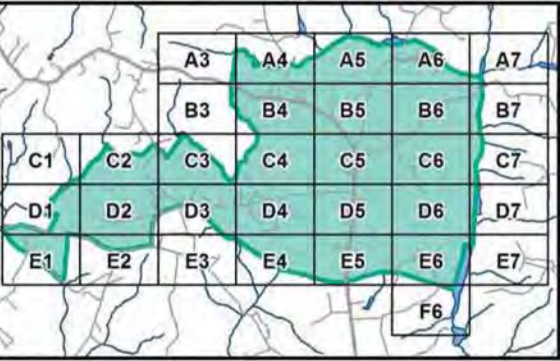 A3 A4 A5 A6 A7
B3 B4 B5 B6 B7
C1 C2 C3 C4 C5 C6 C7
D1 D2 D3 D4 D5 D6 D7
E1 E2 E3 E4 E5 E6 E7
F6